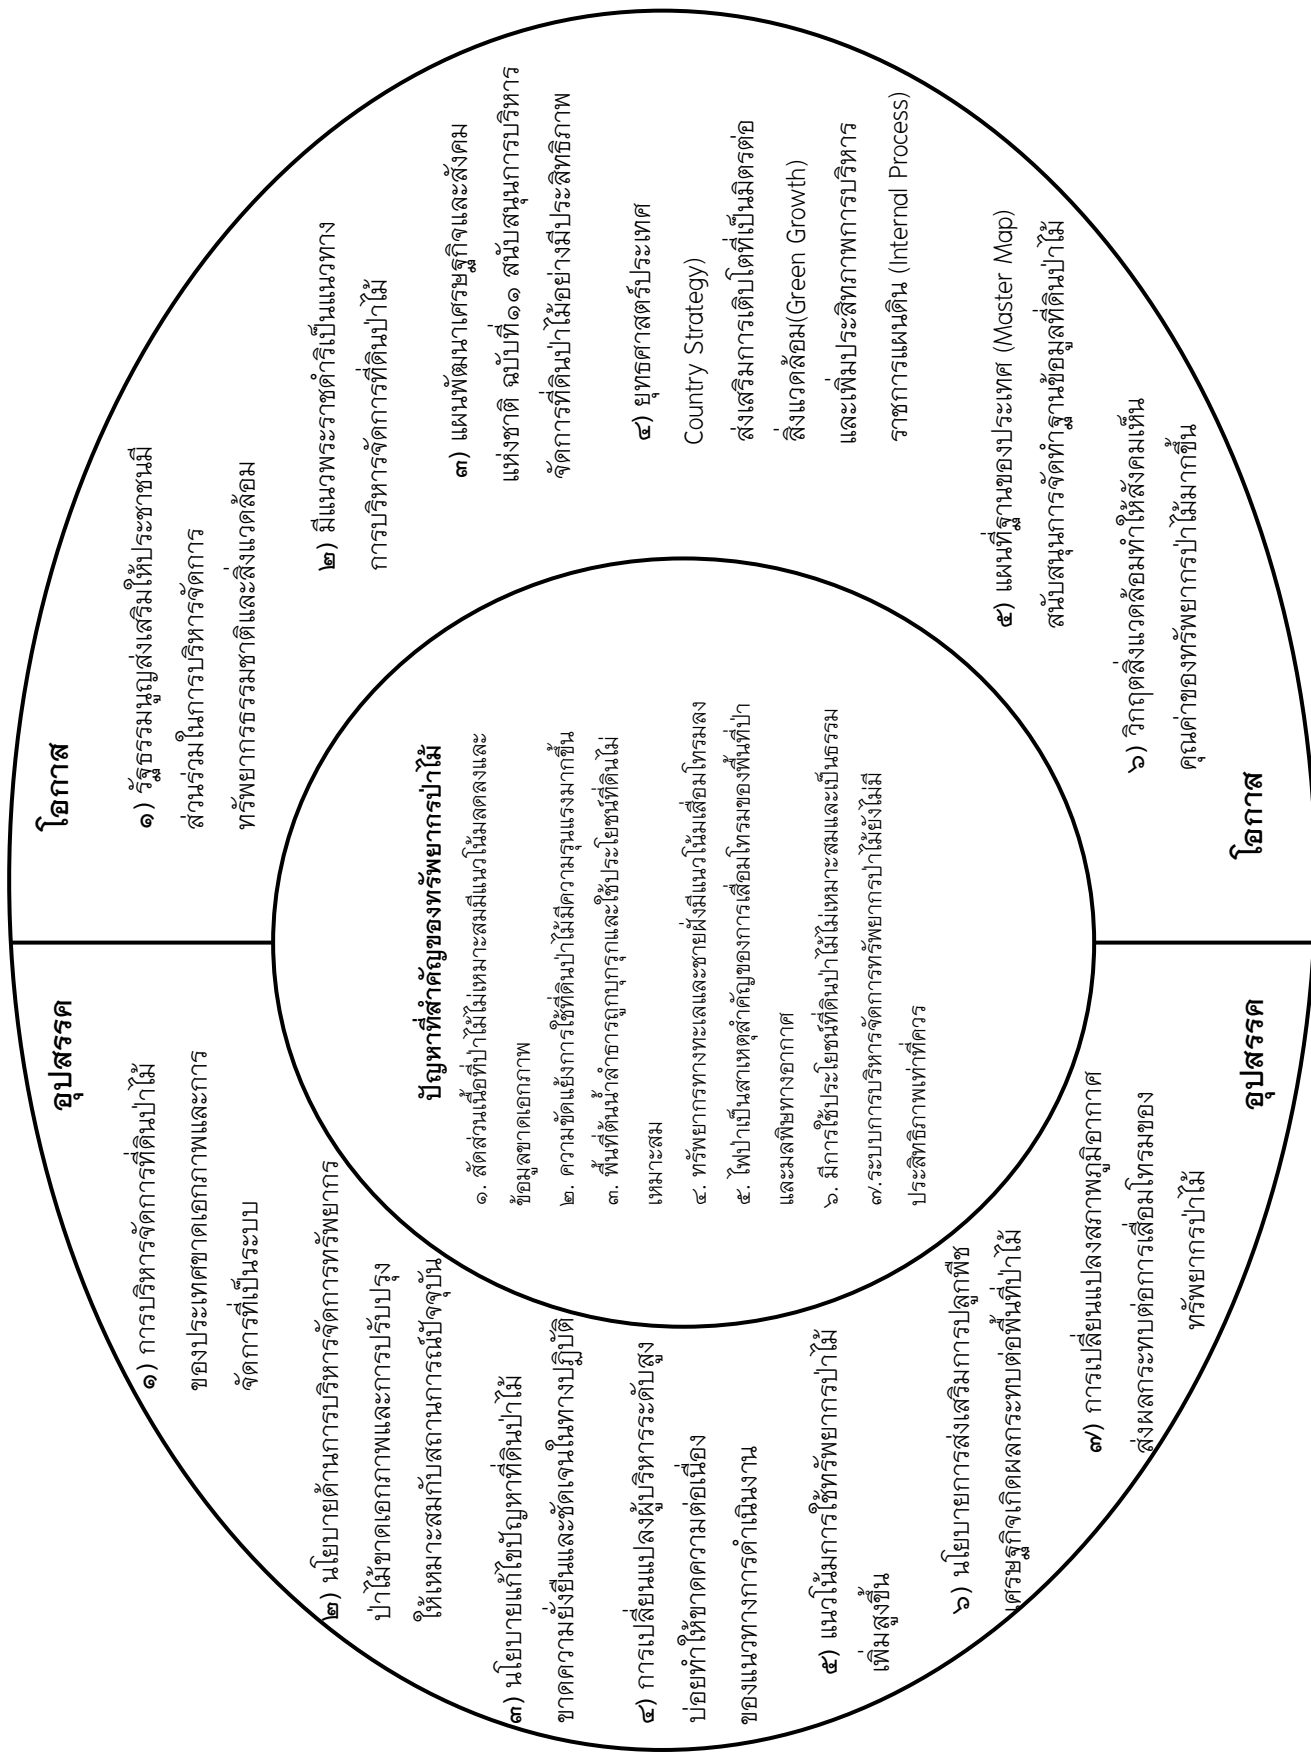 อุปสรรค
๑) การบริหารจัดการที่ดินป่าไม้
ของประเทศขาดเอกภาพและการ
จัดการที่เป็นระบบ
๒) นโยบายด้านการบริหารจัดการทรัพยากร
ป่าไม้ขาดเอกภาพและการปรับปรุง
ให้เหมาะสมกับสถานการณ์ปัจจุบัน
๓) นโยบายแก้ไขปัญหาที่ดินป่าไม้
ขาดความยั่งยืนและชัดเจนในทางปฏิบัติ
๔) การเปลี่ยนแปลงผู้บริหารระดับสูง
บ่อยทำให้ขาดความต่อเนื่อง
ของแนวทางการดำเนินงาน
๕) แนวโน้มการใช้ทรัพยากรป่าไม้
เพิ่มสูงขึ้น
๖) นโยบายการส่งเสริมการปลูกพืช
เศรษฐกิจเกิดผลกระทบต่อพื้นที่ป่าไม้
๗) การเปลี่ยนแปลงสภาพภูมิอากาศ
ส่งผลกระทบต่อการเสื่อมโทรมของ
ทรัพยากรป่าไม้
อุปสรรค
ปัญหาที่สำคัญของทรัพยากรป่าไม้
๑. สัดส่วนเนื้อที่ป่าไม้ไม่เหมาะสมมีแนวโน้มลดลงและ
ข้อมูลขาดเอกภาพ
๒. ความขัดแย้งการใช้ที่ดินป่าไม้มีความรุนแรงมากขึ้น
๓. พื้นที่ต้นน้ำลำธารถูกบุกรุกและใช้ประโยชน์ที่ดินไม่
เหมาะสม
๔. ทรัพยากรทางทะเลและชายฝั่งมีแนวโน้มเสื่อมโทรมลง
๕. ไฟป่าเป็นสาเหตุสำคัญของการเสื่อมโทรมของพื้นที่ป่า
และมลพิษทางอากาศ
๖. มีการใช้ประโยชน์ที่ดินป่าไม้ไม่เหมาะสมและเป็นธรรม
๗.ระบบการบริหารจัดการทรัพยากรป่าไม้ยังไม่มี
ประสิทธิภาพเท่าที่ควร
โอกาส
๑) รัฐธรรมนูญส่งเสริมให้ประชาชนมี
ส่วนร่วมในการบริหารจัดการ
ทรัพยากรธรรมชาติและสิ่งแวดล้อม
๒) มีแนวพระราชดำริเป็นแนวทาง
การบริหารจัดการที่ดินป่าไม้
๓) แผนพัฒนาเศรษฐกิจและสังคม
แห่งชาติ ฉบับที่๑๑ สนับสนุนการบริหาร
จัดการที่ดินป่าไม้อย่างมีประสิทธิภาพ
๔) ยุทธศาสตร์ประเทศ
Country Strategy)
ส่งเสริมการเติบโตที่เป็นมิตรต่อ
สิ่งแวดล้อม(Green Growth)
และเพิ่มประสิทภาพการบริหาร
ราชการแผนดิน (Internal Process)
๕) แผนที่ฐานของประเทศ (Master Map)
สนับสนุนการจัดทำฐานข้อมูลที่ดินป่าไม้
๖) วิกฤตสิ่งแวดล้อมทำให้สังคมเห็น
คุณค่าของทรัพยากรป่าไม้มากขึ้น
โอกาส